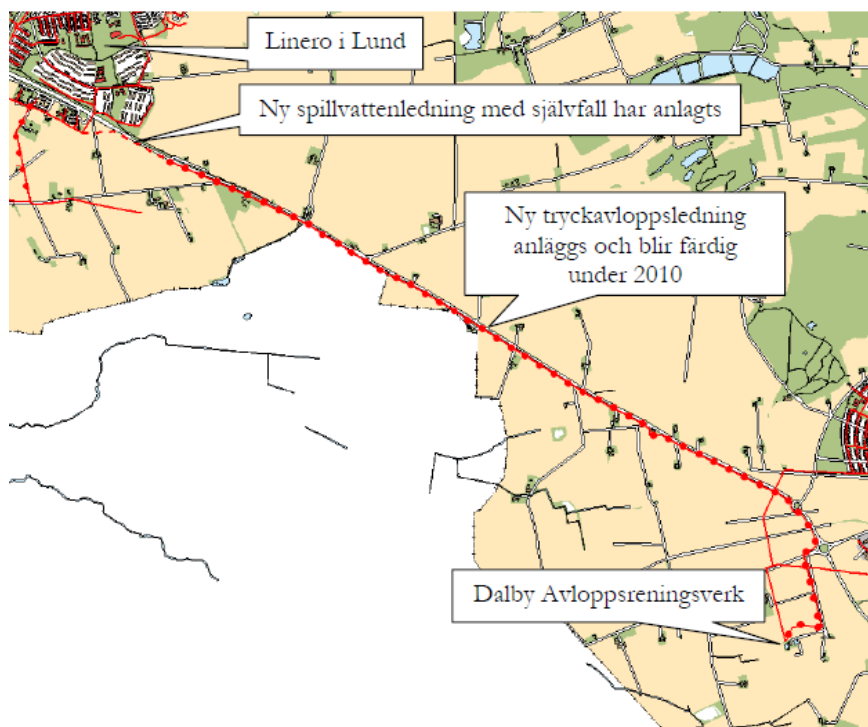 Linero i Lund
Ny spillvattenledning med självfall har anlagts
Ny tryckavloppsledning
anläggs och blir färdig
under 2010
Dalby Avloppsreningsverk